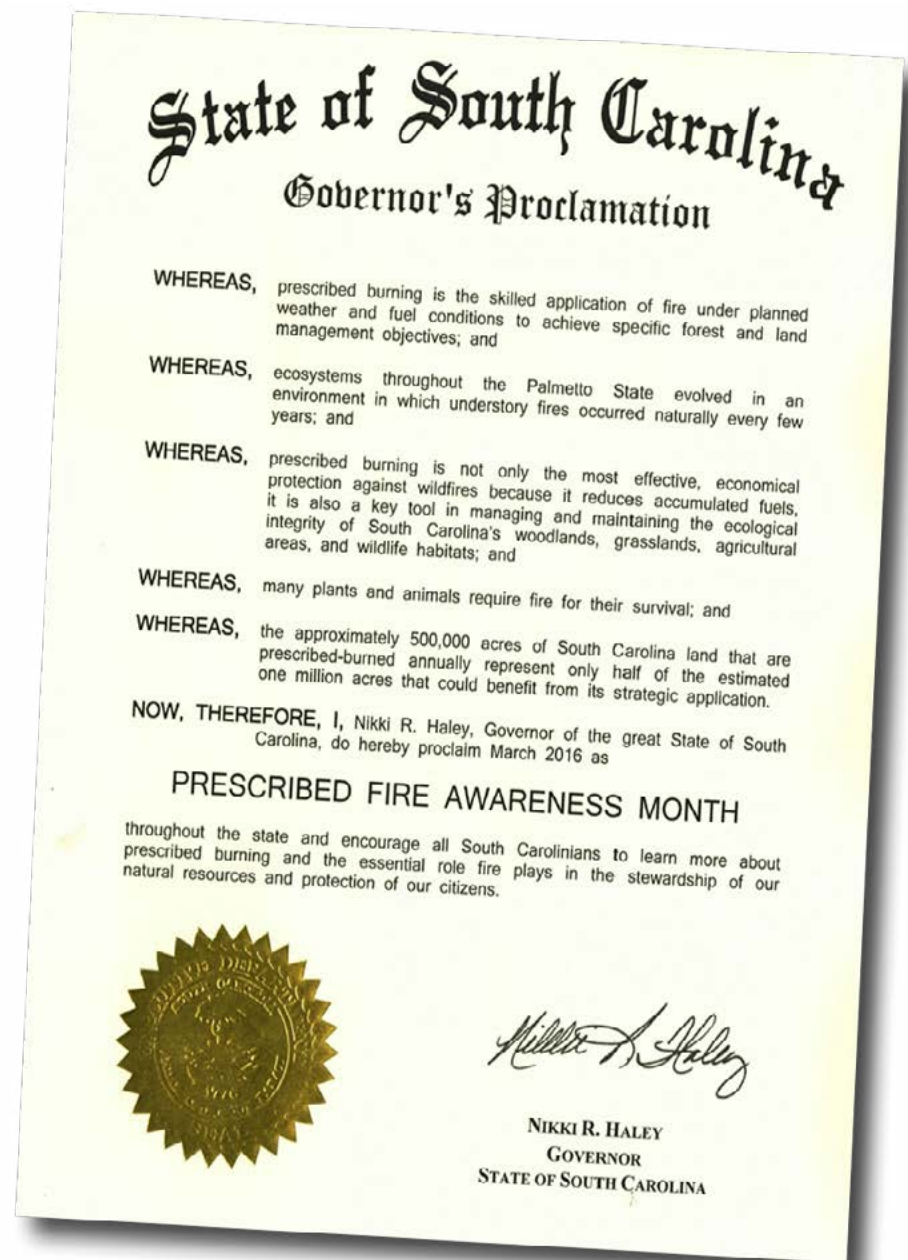 State of South Carolina
Governor's Proclamation
WHEREAS, prescribed burning is the skilled application of fire under planned
weather and fuel conditions to achieve specific forest and land
management objectives; and
WHEREAS, ecosystems throughout the Palmetto State evolved in an
environment in which understory fires occurred naturally every few
years; and
WHEREAS, prescribed burning is not only the most effective, economical
protection against wildfires because it reduces accumulated fuels,
it is also a key tool in managing and maintaining the ecological
integrity of South Carolina's woodlands, grasslands, agricultural
areas, and wildlife habitats; and
WHEREAS, many plants and animals require fire for their survival; and
WHEREAS, the approximately 500,000 acres of South Carolina land that are
prescribed-burned annually represent only half of the estimated
one million acres that could benefit from its strategic application.
NOW, THEREFORE, I, Nikki R. Haley, Governor of the great State of South
Carolina, do hereby proclaim March 2016 as
PRESCRIBED FIRE AWARENESS MONTH
throughout the state and encourage all South Carolinians to learn more about
prescribed burning and the essential role fire plays in the stewardship of our
natural resources and protection of our citizens.
1776
NIKKI R. HALEY
GOVERNOR
STATE OF SOUTH CAROLINA